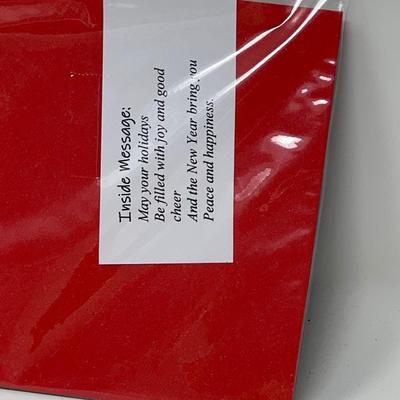 Inside Message:
May your holidays
Be filled with joy and good
cheer
And the New Year bring you
Peace and happiness.